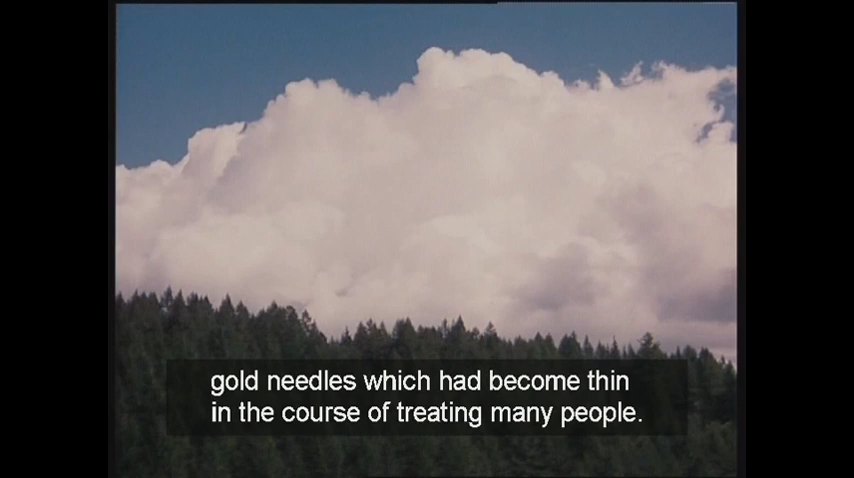 gold needles which had become thin
in the course of treating many people.